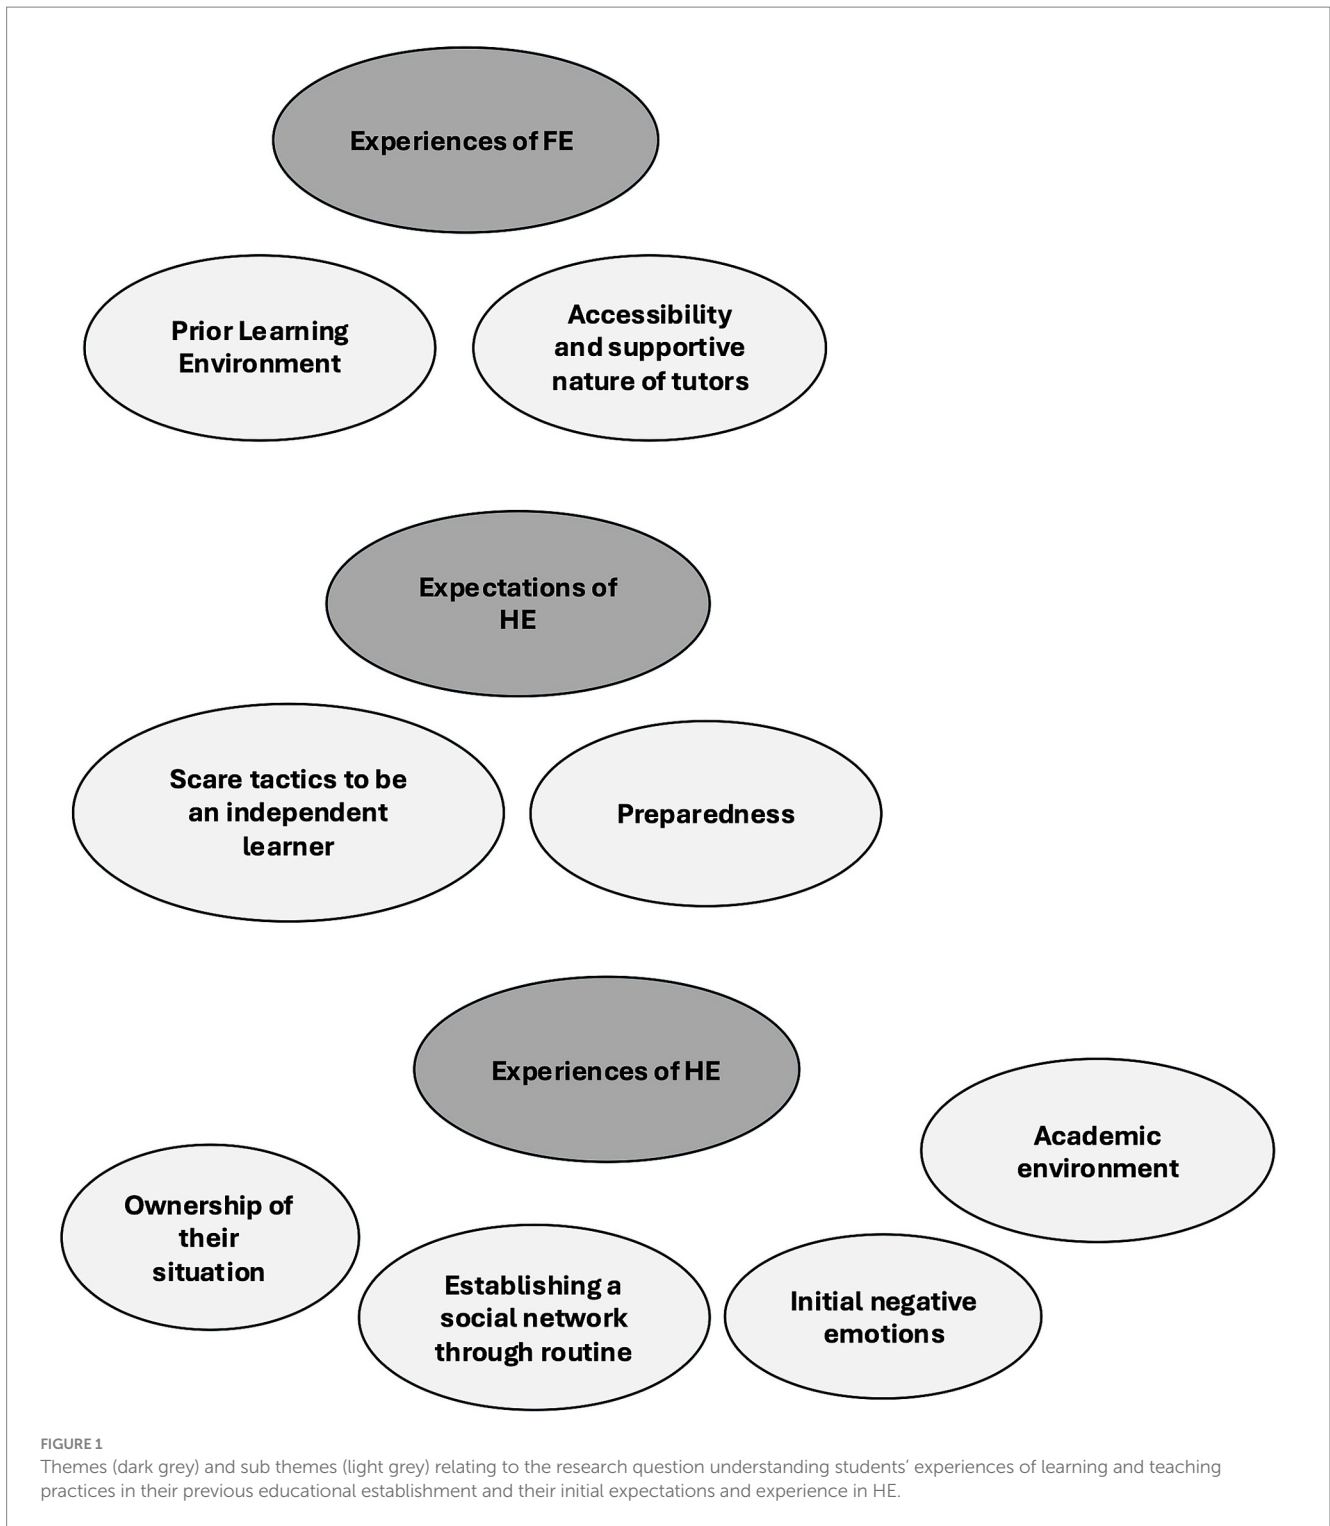 Experiences of FE
Prior Learning
Environment
Accessibility
and supportive
nature of tutors
Expectations of
HE
Scare tactics to be
an independent
learner
Preparedness
Experiences of HE
Academic
environment
Ownership of
their
situation
Establishing a
social network
through routine
Initial negative
emotions
FIGURE 1
Themes (dark grey) and sub themes (light grey) relating to the research question understanding students’ experiences of learning and teaching
practices in their previous educational establishment and their initial expectations and experience in HE.